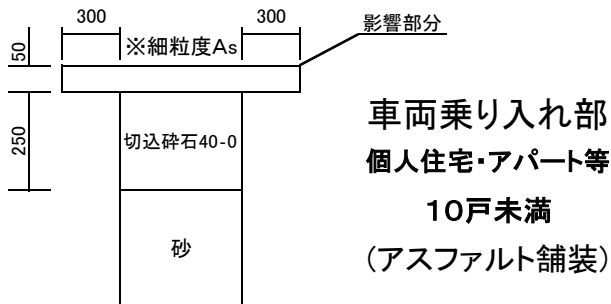 300
300
影響部分
50
※細粒度As
250
切込砕石40-0
砂
車両乗り入れ部
個人住宅・アパート等
10戸未満
(アスファルト舗装)